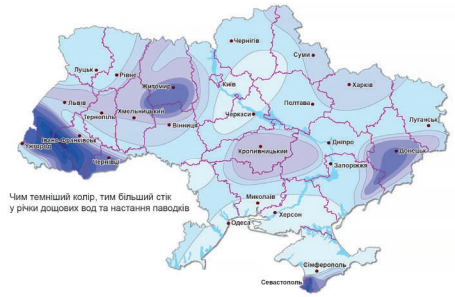 Чернігів
Суми
Луцьк
Рівне
Житомир
Київ
Харків
Львів
Полтава
Тернопіль
Хмельницький
Черкаси
Луганськ
Вінниця
Івано-Франківськ
Ужгород
Кропивницький
Дніпро
Донецьк
Чернівці
Запоріжжя
Чим темніший колір, тим більший стік
у річки дощових вод та настання паводків
Миколаїв
Херсон
Одеса
Сімферополь
Севастополь